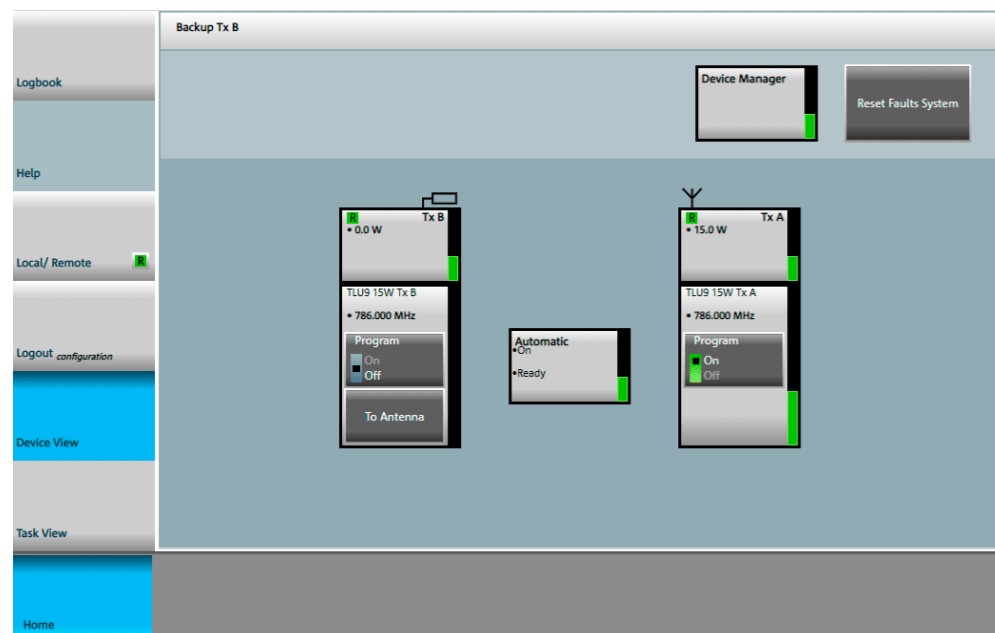 Backup Tx B
Logbook
Help
Local/ Remote R
Logout configuration
Device View
Task View
Home
Device Manager
Reset Faults System
R Tx B
• 0.0 W
TLU9 15W Tx B
• 786.000 MHz
Program
On
Off
To Antenna
Automatic
•On
•Ready
R Tx A
• 15.0 W
TLU9 15W Tx A
• 786.000 MHz
Program
On
Off